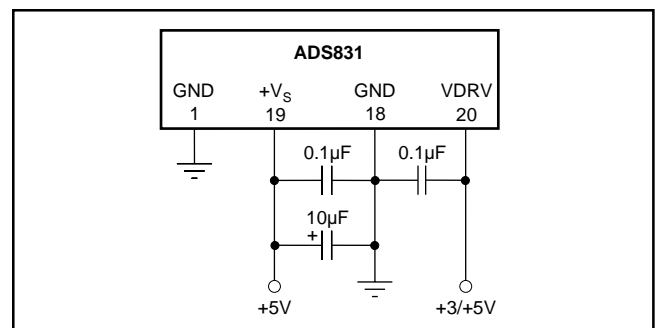 ADS831
GND +VS GND VDRV
1 19 18 20
0.1µF 0.1µF
10µF
+
+5V +3/+5V